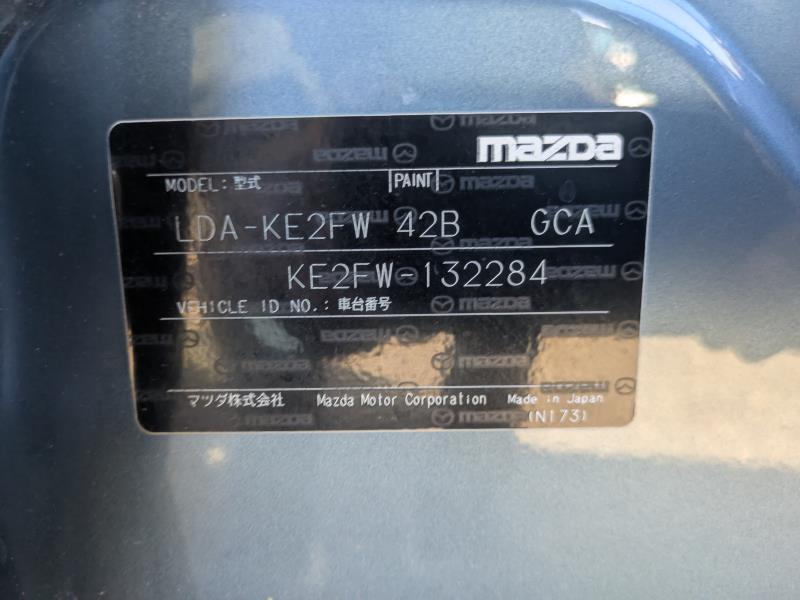 mazda
MODEL: 型式 PAINT
LDA-KE2FW 42B GCA
KE2FW-132284
VEHICLE ID NO.: 車台番号
マツダ株式会社 Mazda Motor Corporation Made in Japan
(N173)